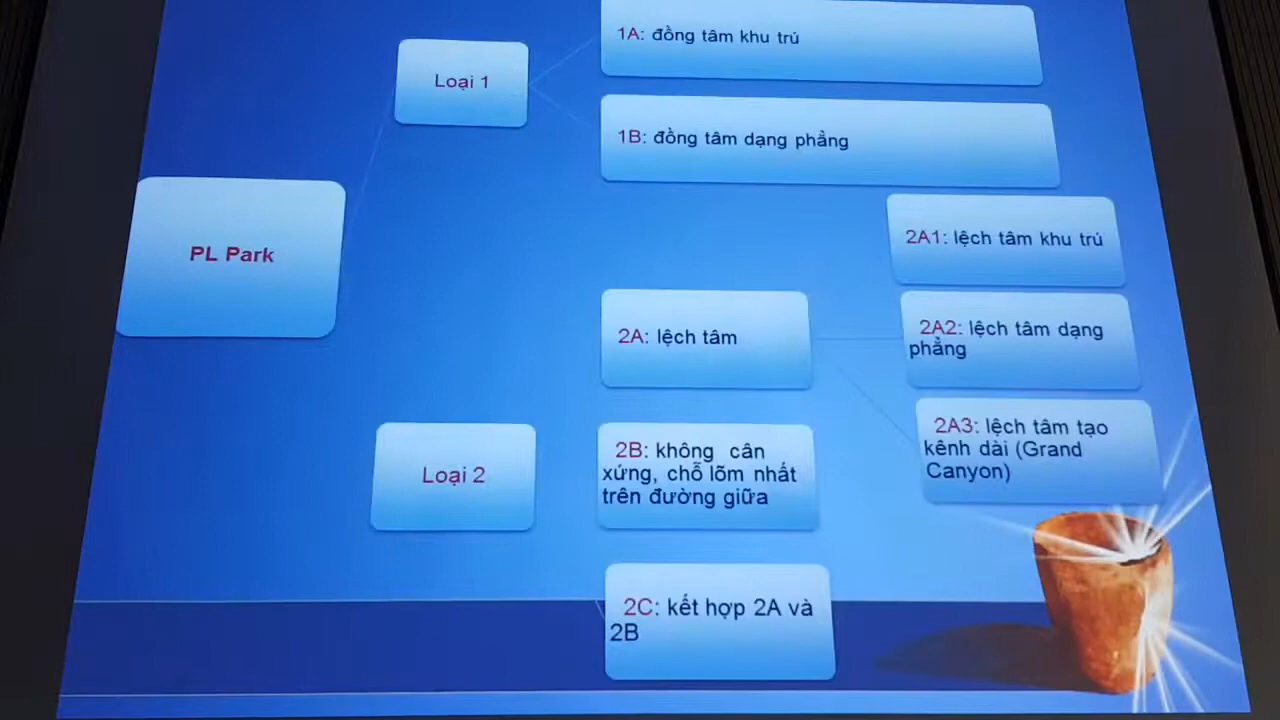 1A: đồng tâm khu trú
Loại 1
1B: đồng tâm dạng phẳng
PL Park
2A1: lệch tâm khu trú
2A: lệch tâm
2A2: lệch tâm dạng
phẳng
2A3: lệch tâm tạo
kênh dài (Grand
Canyon)
Loại 2
2B: không cân
xứng, chỗ lõm nhất
trên đường giữa
2C: kết hợp 2A và
2B